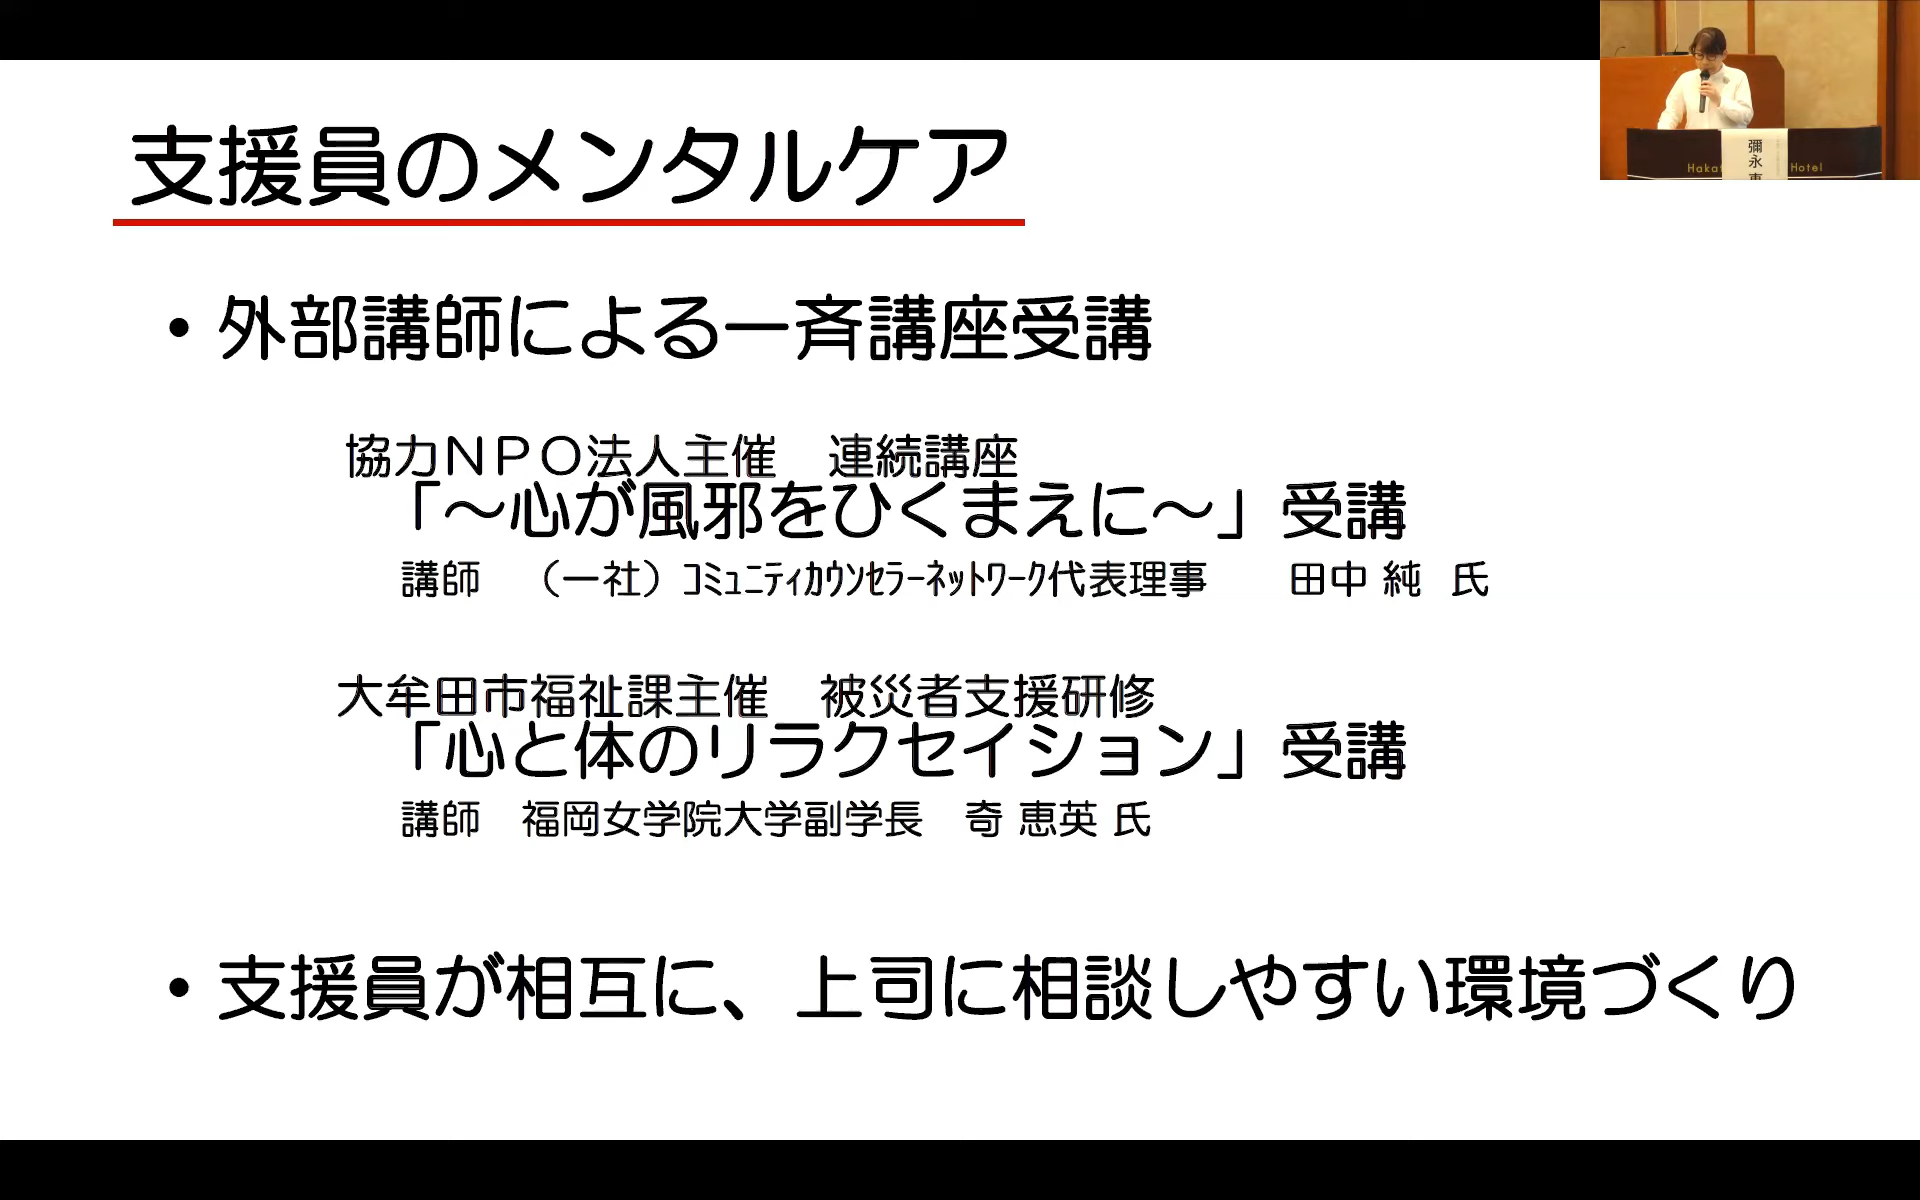 支援員のメンタルケア
・外部講師による一斉講座受講
協力ＮＰＯ法人主催　連続講座
「～心が風邪をひくまえに～」受講
講師　（一社）ｺﾐｭﾆﾃｨｶｳﾝｾﾗｰﾈｯﾄﾜｰｸ代表理事　　田中 純 氏
大牟田市福祉課主催　被災者支援研修
「心と体のリラクセイション」受講
講師　福岡女学院大学副学長　奇 恵英 氏
・支援員が相互に、上司に相談しやすい環境づくり
彌永
Hotel